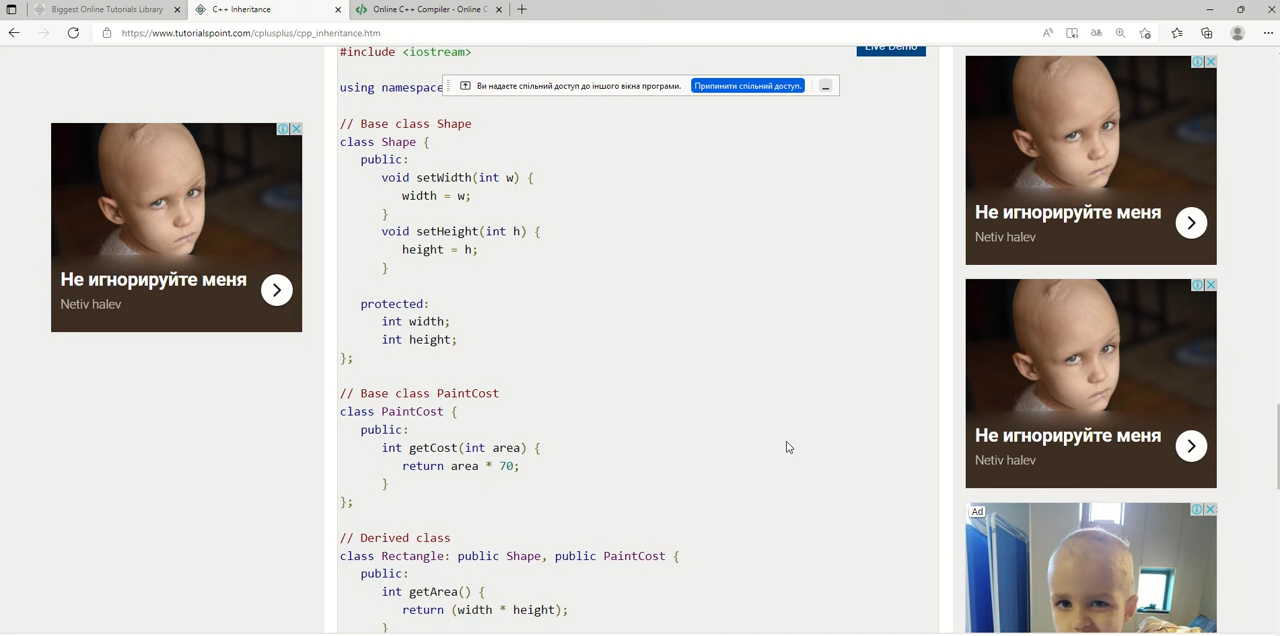 Biggest Online Tutorials Library
C++ Inheritance
Online C++ Compiler - Online C
https://www.tutorialspoint.com/cplusplus/cpp_inheritance.htm
#include <iostream>
Live Demo
using namespace
Ви надаєте спільний доступ до іншого вікна програми.
Припинити спільний доступ.
// Base class Shape
class Shape {
public:
void setWidth(int w) {
width = w;
}
void setHeight(int h) {
height = h;
}
protected:
int width;
int height;
};
// Base class PaintCost
class PaintCost {
public:
int getCost(int area) {
return area * 70;
}
};
// Derived class
class Rectangle: public Shape, public PaintCost {
public:
int getArea() {
return (width * height);
}
Не игнорируйте меня
Netiv halev
Не игнорируйте меня
Netiv halev
Не игнорируйте меня
Netiv halev
Ad